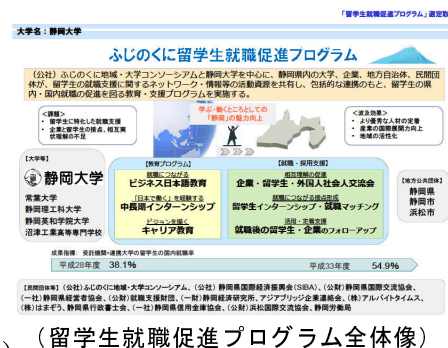 「留学生就職促進プログラム」選定取
大学名:静岡大学
ふじのくに留学生就職促進プログラム
(公社)ふじのくに地域・大学コンソーシアムと静岡大学を中心に、静岡県内の大学、企業、地方自治体、民間団
体が、留学生の就職支援に関するネットワーク・情報等の活動資源を共有し、包括的な連携のもと、留学生の県
内・国内就職の促進を図る教育・支援プログラムを実施する。
<課題>
• 留学生に特化した就職支援
• 企業と留学生の接点、相互実
状理解の不足
学ぶ・働くところとしての
「静岡」の魅力向上
<波及効果>
• より優秀な人材の定着
• 産業の国際展開力向上
• 地域の活性化
【大学等】
静岡大学
常葉大学
静岡理工科大学
静岡英和学院大学
沼津工業高等専門学校
【教育プログラム】
就職につながる
ビジネス日本語教育
「日本で働く」を経験する
中長期インターンシップ
ビジョンを描く
キャリア教育
【就職・採用支援】
相互理解の促進
企業・留学生・外国人社会人交流会
就職につながる接点形成
留学生インターンシップ・就職マッチング
活用・定着支援
就職後の留学生・企業のフォローアップ
【地方公共団体】
静岡県
静岡市
浜松市
成果指標: 受託機関+連携大学の留学生の国内就職率
平成28年度 38.1%
平成33年度 54.9%
【民間団体等】(公社)ふじのくに地域・大学コンソーシアム、(公社)静岡県国際経済振興会(SIBA)、(公財)静岡県国際交流協会、
(一社)静岡県経営者協会、(公財)就職支援財団、(一財)静岡経済研究所、アジアブリッジ企業連絡会、(株)アルバイトタイムス、
(株)はまぞう、静岡県行政書士会、(一社)静岡県信用金庫協会、(公財)浜松国際交流協会、静岡労働局
、(留学生就職促進プログラム全体像)